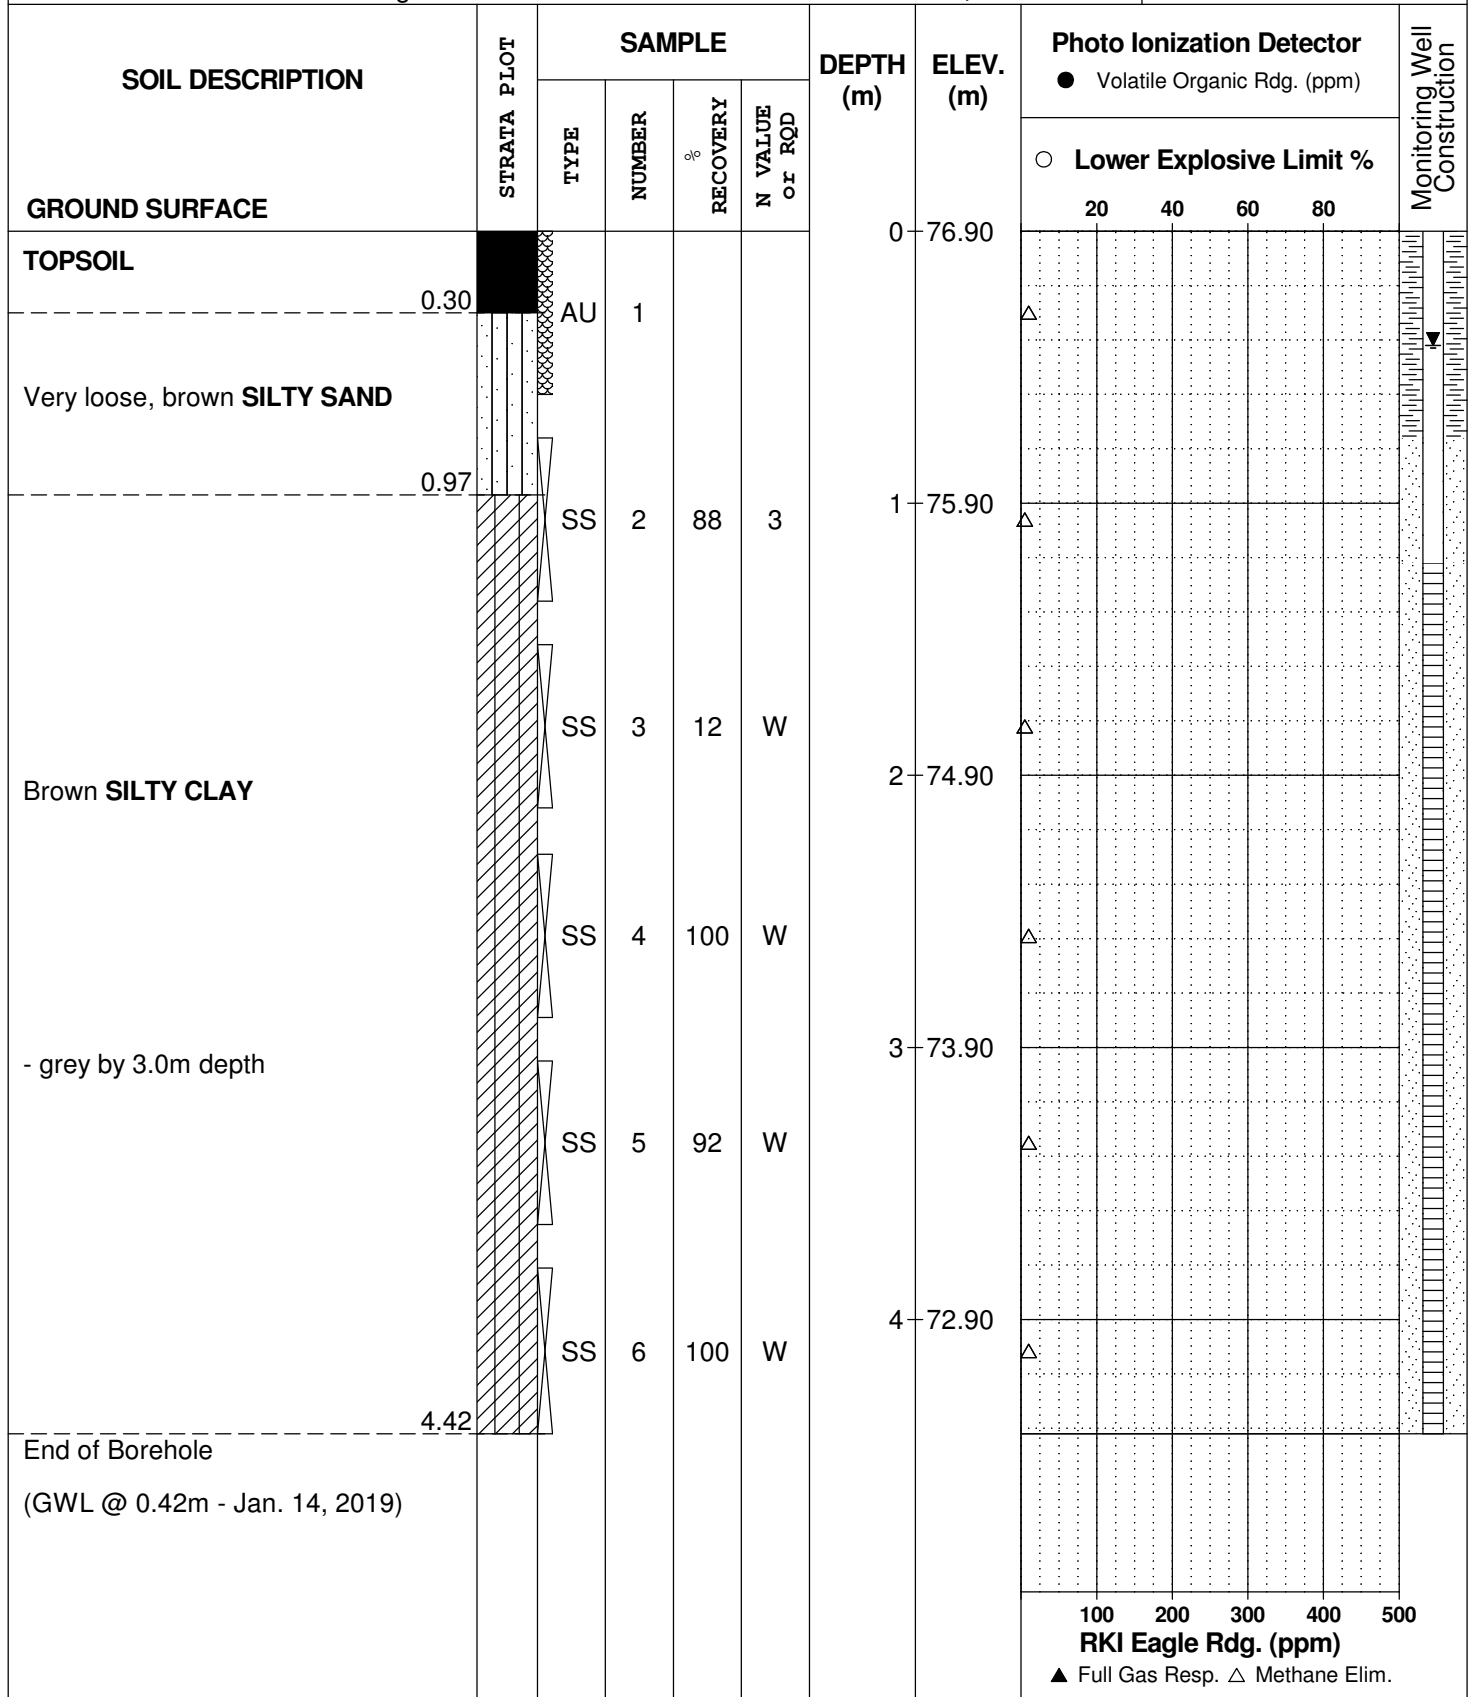 SOIL DESCRIPTION
GROUND SURFACE
STRATA PLOT
SAMPLE
TYPE
NUMBER
%
RECOVERY
N VALUE
or RQD
DEPTH
(m)
ELEV.
(m)
Photo Ionization Detector
● Volatile Organic Rdg. (ppm)
○ Lower Explosive Limit %
20 40 60 80
Monitoring Well
Construction
0 76.90
TOPSOIL
0.30
AU 1
Very loose, brown SILTY SAND
0.97
1 75.90
SS 2 88 3
SS 3 12 W
2 74.90
Brown SILTY CLAY
SS 4 100 W
3 73.90
- grey by 3.0m depth
SS 5 92 W
4 72.90
SS 6 100 W
4.42
End of Borehole
(GWL @ 0.42m - Jan. 14, 2019)
100 200 300 400 500
RKI Eagle Rdg. (ppm)
▲ Full Gas Resp. △ Methane Elim.